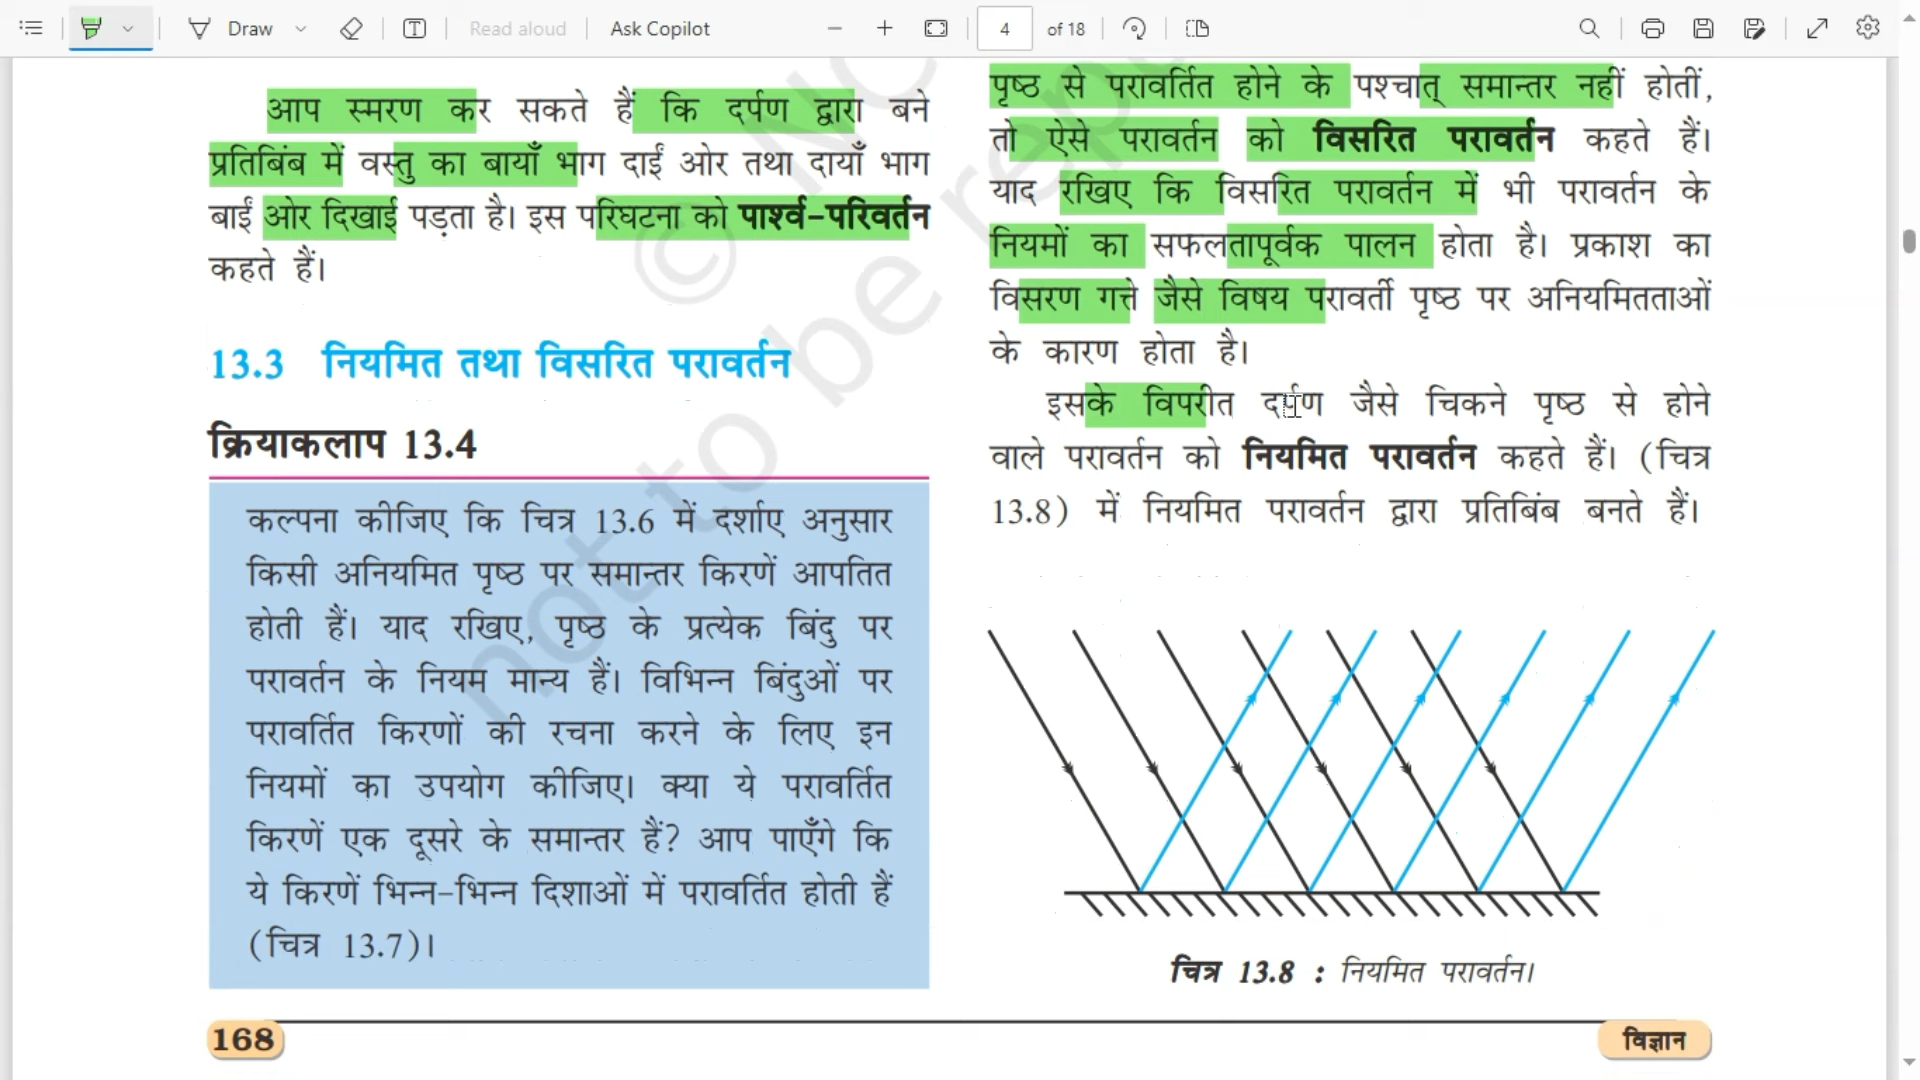 Draw
Read aloud
Ask Copilot
4
of 18
आप स्मरण कर सकते हैं कि दर्पण द्वारा बने
प्रतिबिंब में वस्तु का बायाँ भाग दाईं ओर तथा दायाँ भाग
बाईं ओर दिखाई पड़ता है। इस परिघटना को पार्श्व-परिवर्तन
कहते हैं।
13.3 नियमित तथा विसरित परावर्तन
क्रियाकलाप 13.4
कल्पना कीजिए कि चित्र 13.6 में दर्शाए अनुसार
किसी अनियमित पृष्ठ पर समान्तर किरणें आपतित
होती हैं। याद रखिए, पृष्ठ के प्रत्येक बिंदु पर
परावर्तन के नियम मान्य हैं। विभिन्न बिंदुओं पर
परावर्तित किरणों की रचना करने के लिए इन
नियमों का उपयोग कीजिए। क्या ये परावर्तित
किरणें एक दूसरे के समान्तर हैं? आप पाएँगे कि
ये किरणें भिन्न-भिन्न दिशाओं में परावर्तित होती हैं
(चित्र 13.7)।
पृष्ठ से परावर्तित होने के पश्चात् समान्तर नहीं होतीं,
तो ऐसे परावर्तन को विसरित परावर्तन कहते हैं।
याद रखिए कि विसरित परावर्तन में भी परावर्तन के
नियमों का सफलतापूर्वक पालन होता है। प्रकाश का
विसरण गत्ते जैसे विषय परावर्ती पृष्ठ पर अनियमितताओं
के कारण होता है।
इसके विपरीत दर्पण जैसे चिकने पृष्ठ से होने
वाले परावर्तन को नियमित परावर्तन कहते हैं। (चित्र
13.8) में नियमित परावर्तन द्वारा प्रतिबिंब बनते हैं।
चित्र 13.8 : नियमित परावर्तन।
168
विज्ञान
© NC
not to be rep